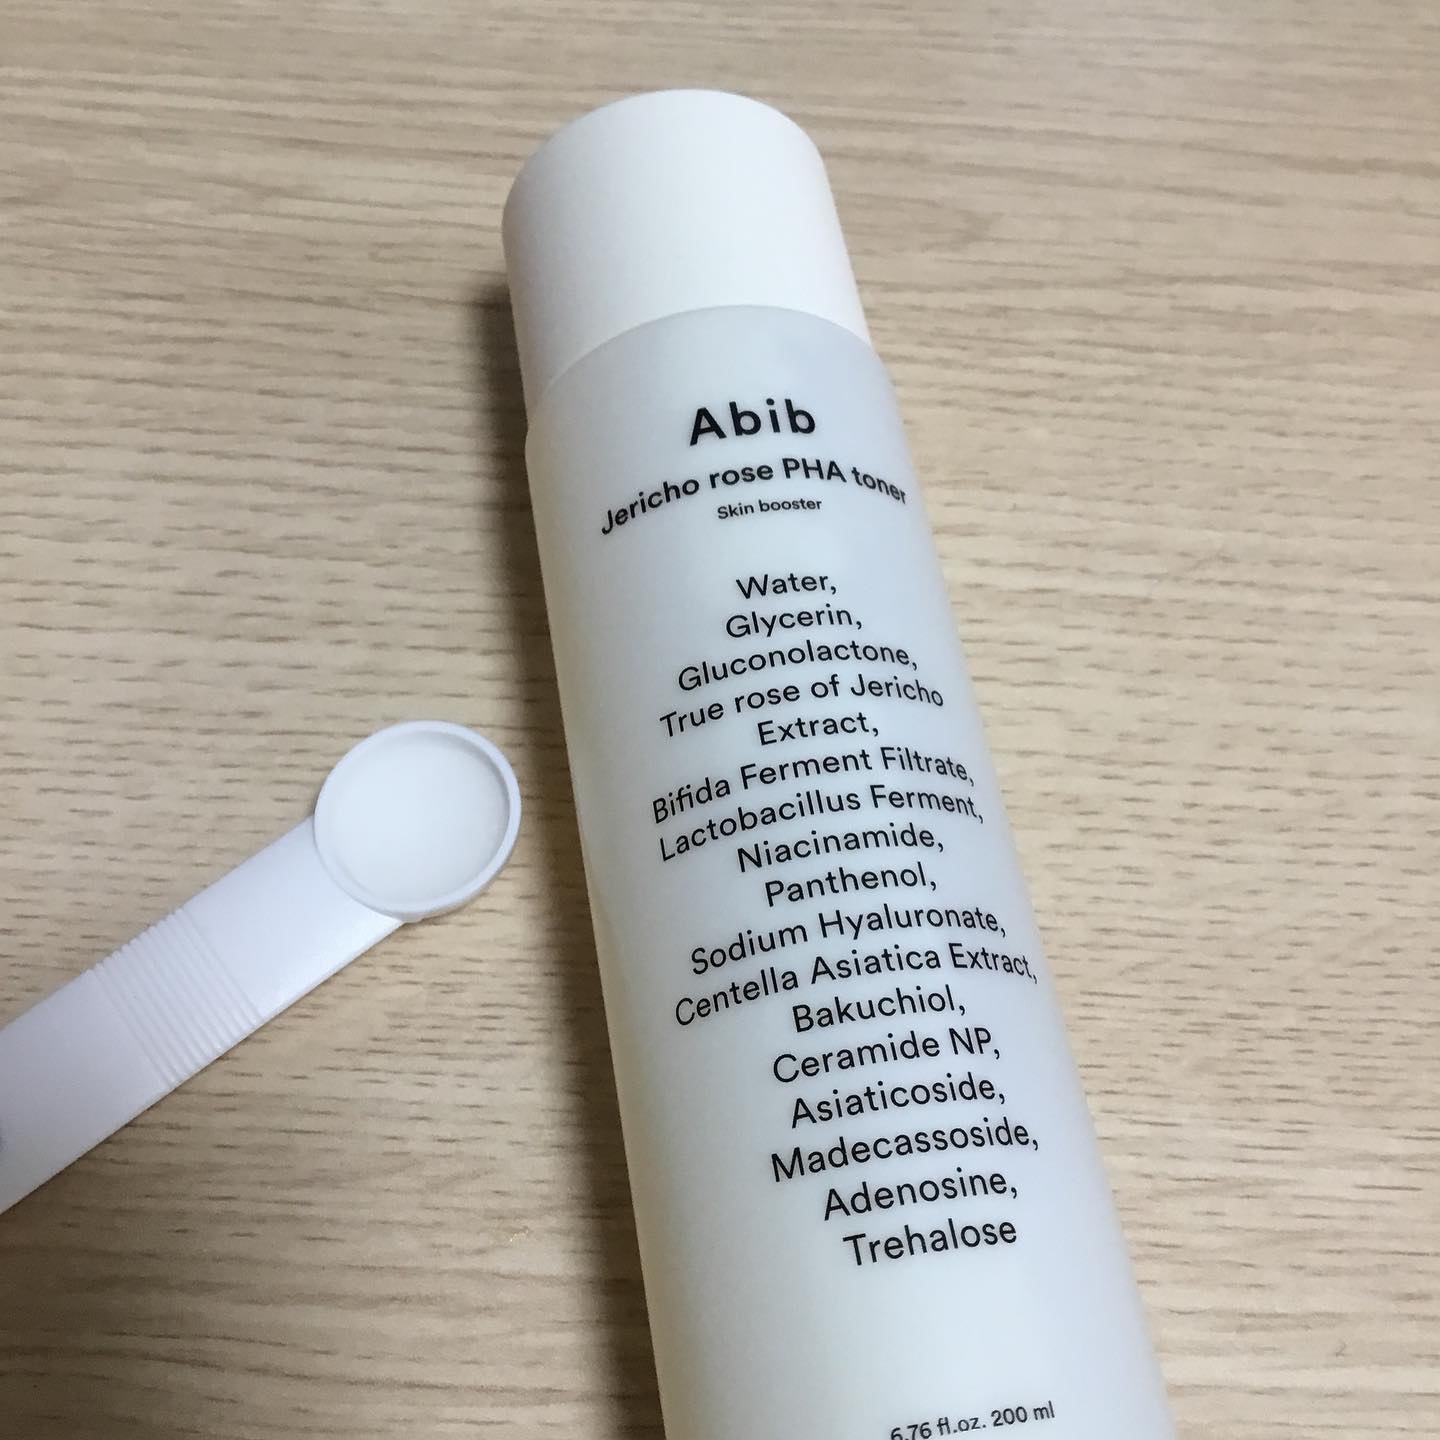 Abib
Jericho rose PHA toner
Skin booster
Water,
Glycerin,
Gluconolactone,
True rose of Jericho
Extract,
Bifida Ferment Filtrate,
Lactobacillus Ferment,
Niacinamide,
Panthenol,
Sodium Hyaluronate,
Centella Asiatica Extract,
Bakuchiol,
Ceramide NP,
Asiaticoside,
Madecassoside,
Adenosine,
Trehalose
6.76 fl.oz. 200 ml